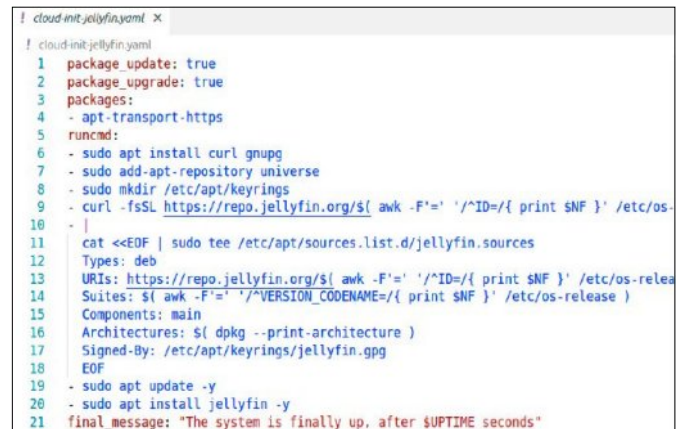 ! cloud-init-jellyfin.yaml ×
! cloud-init-jellyfin.yaml
1 package_update: true
2 package_upgrade: true
3 packages:
4 - apt-transport-https
5 runcmd:
6 - sudo apt install curl gnupg
7 - sudo add-apt-repository universe
8 - sudo mkdir /etc/apt/keyrings
9 - curl -fsSL https://repo.jellyfin.org/$( awk -F'=' '/^ID=/{ print $NF }' /etc/os-
10 - |
11 cat <<EOF | sudo tee /etc/apt/sources.list.d/jellyfin.sources
12 Types: deb
13 URIs: https://repo.jellyfin.org/$( awk -F'=' '/^ID=/{ print $NF }' /etc/os-relea
14 Suites: $( awk -F'=' '/^VERSION_CODENAME=/{ print $NF }' /etc/os-release )
15 Components: main
16 Architectures: $( dpkg --print-architecture )
17 Signed-By: /etc/apt/keyrings/jellyfin.gpg
18 EOF
19 - sudo apt update -y
20 - sudo apt install jellyfin -y
21 final_message: "The system is finally up, after $UPTIME seconds"